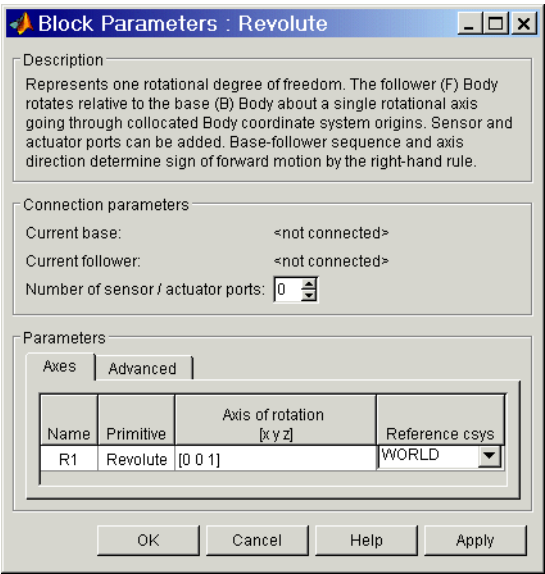 Block Parameters : Revolute
Description
Represents one rotational degree of freedom. The follower (F) Body
rotates relative to the base (B) Body about a single rotational axis
going through collocated Body coordinate system origins. Sensor and
actuator ports can be added. Base-follower sequence and axis
direction determine sign of forward motion by the right-hand rule.
Connection parameters
Current base: <not connected>
Current follower: <not connected>
Number of sensor / actuator ports: 0
Parameters
Axes Advanced
Name Primitive Axis of rotation [x y z] Reference csys
R1 Revolute [0 0 1] WORLD
OK Cancel Help Apply